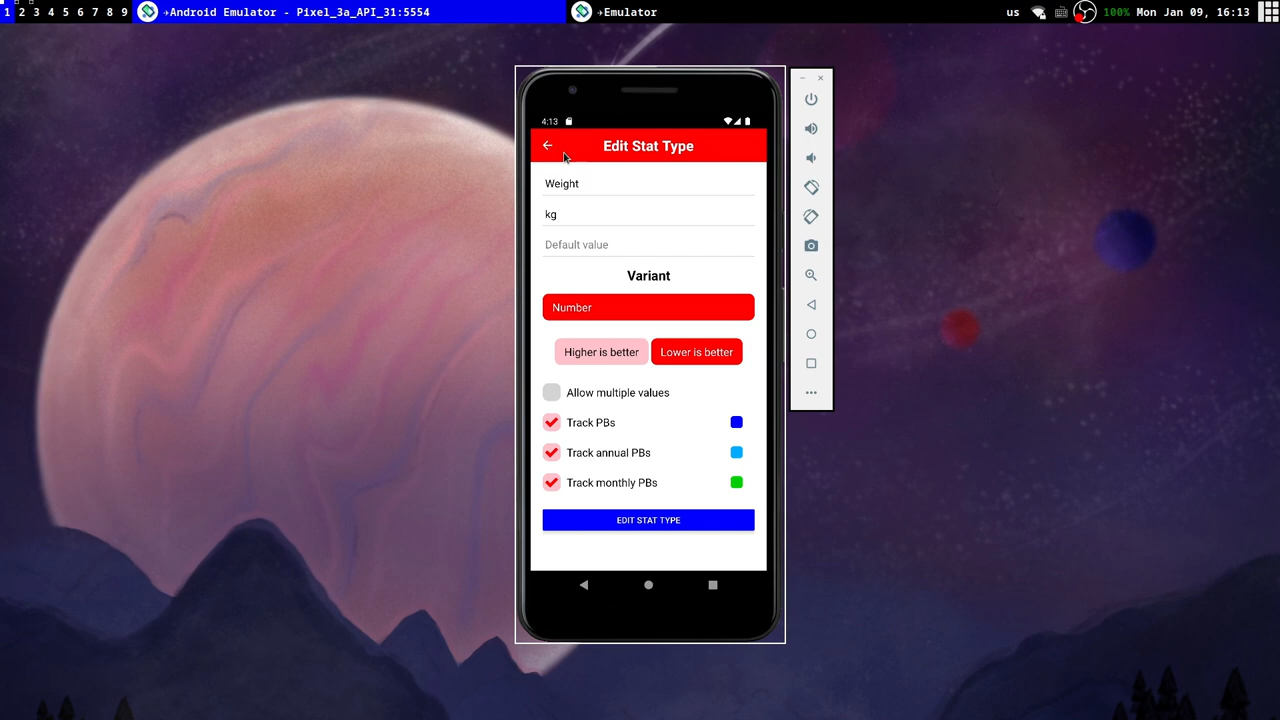 1 2 3 4 5 6 7 8 9 ✈Android Emulator - Pixel_3a_API_31:5554 ✈Emulator us 100% Mon Jan 09, 16:13
4:13
Edit Stat Type
Weight
kg
Default value
Variant
Number
Higher is better Lower is better
Allow multiple values
Track PBs
Track annual PBs
Track monthly PBs
EDIT STAT TYPE